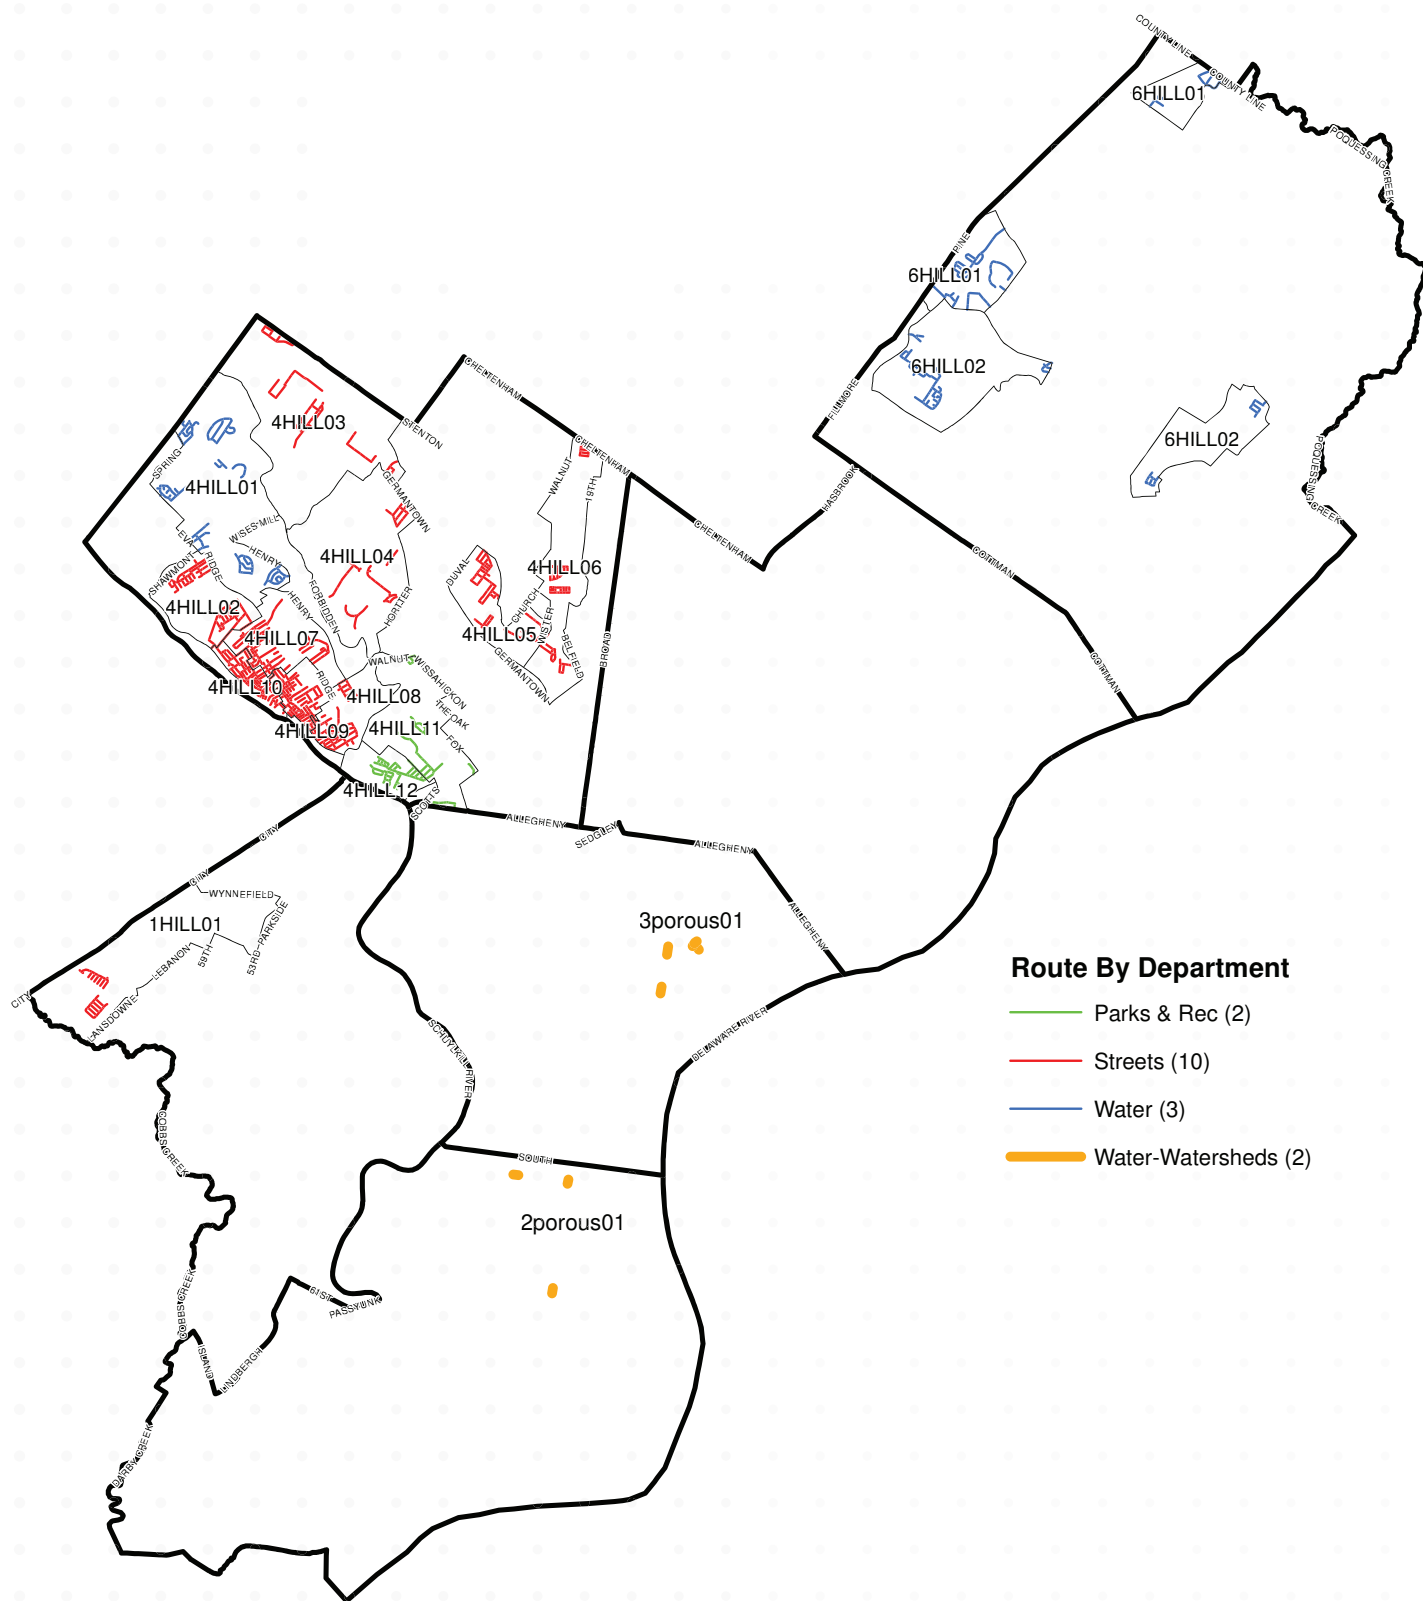 COUNTY LINE
COUNTY LINE
6HILL01
POQUESSING CREEK
PINE
6HILL01
6HILL02
FILLMORE
6HILL02
POQUESSING CREEK
CHELTENHAM
STENTON
CHELTENHAM
WALNUT
19TH
CHELTENHAM
HASBROOK
COTTMAN
COTTMAN
4HILL03
SPRING
4HILL01
GERMANTOWN
WISES MILL
EVA
RIDGE
HENRY
SHAWMONT
4HILL04
4HILL02
HENRY
FORBIDDEN
HORTTER
DUVAL
4HILL06
CHURCH
WISTER
4HILL05
BELFIELD
GERMANTOWN
BROAD
4HILL07
WALNUT
WISSAHICKON
RIDGE
4HILL10
4HILL08
THE OAK
4HILL09
4HILL11
FOX
4HILL12
SCOTTS
ALLEGHENY
SEDGLEY
ALLEGHENY
ALLEGHENY
CITY
CITY
WYNNEFIELD
1HILL01
PARKSIDE
53RD
59TH
LEBANON
LANSDOWNE
CITY
3porous01
SCHUYLKILL RIVER
DELAWARE RIVER
Route By Department
Parks & Rec (2)
Streets (10)
Water (3)
Water-Watersheds (2)
COBBS CREEK
SOUTH
2porous01
COBBS CREEK
61ST
PASSYUNK
ISLAND
LINDBERGH
DARBY CREEK